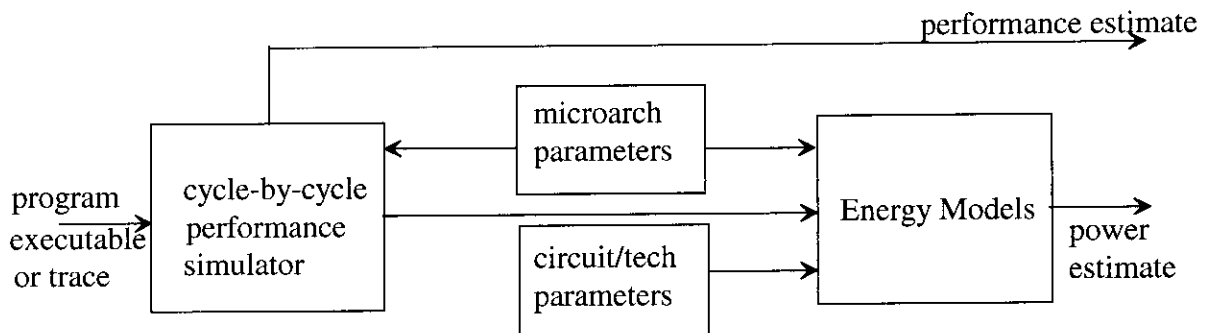 performance estimate
microarch
parameters
program
executable
or trace
cycle-by-cycle
performance
simulator
Energy Models
circuit/tech
parameters
power
estimate